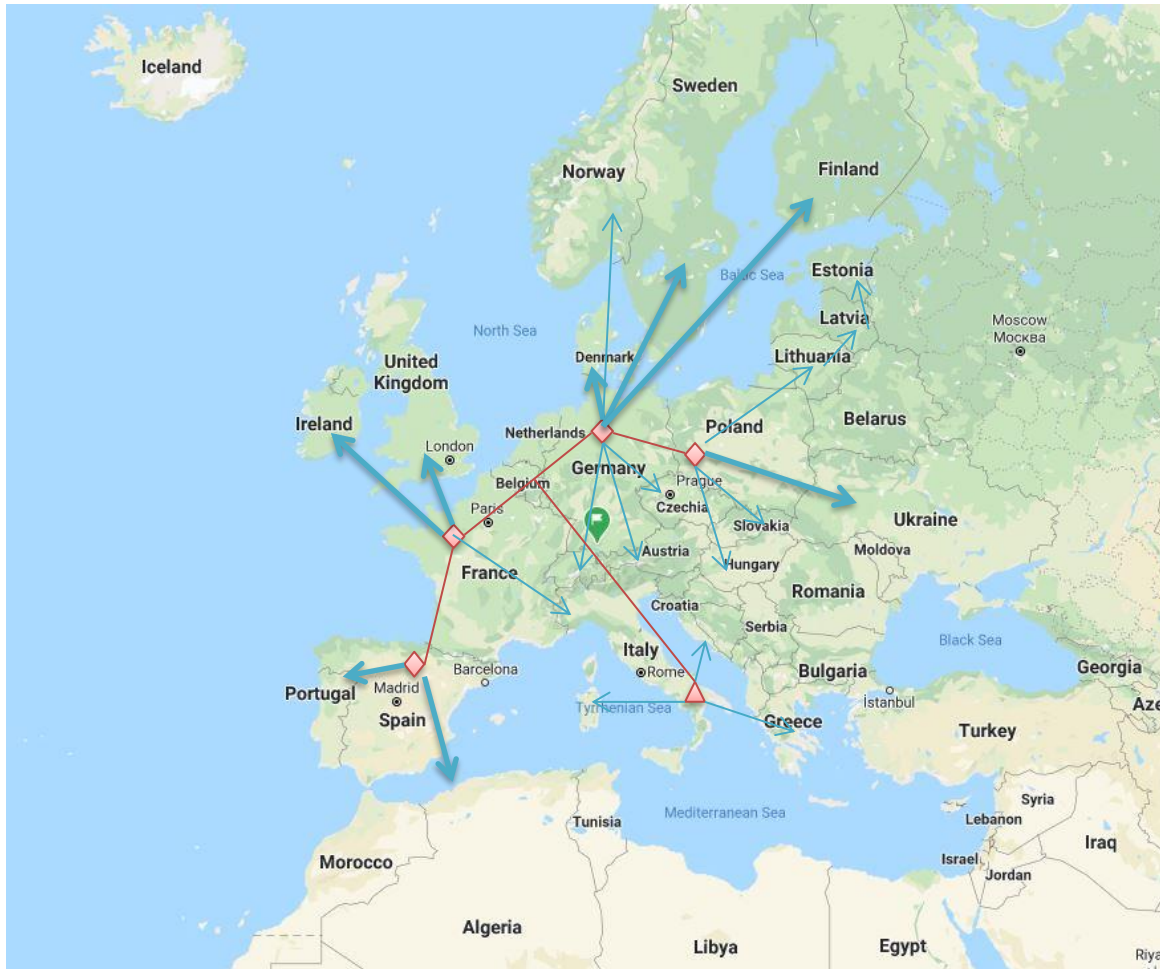 Iceland
Sweden
Norway
Finland
Baltic Sea
Estonia
North Sea
Latvia
Moscow
Москва
Denmark
Lithuania
United
Kingdom
Ireland
Belarus
Netherlands
Poland
London
Germany
Belgium
Prague
Paris
Czechia
Ukraine
Slovakia
Austria
Moldova
Hungary
France
Romania
Croatia
Serbia
Italy
Black Sea
Barcelona
Rome
Bulgaria
Georgia
Portugal
Madrid
İstanbul
Aze
Spain
Tyrrhenian Sea
Greece
Turkey
Syria
Mediterranean Sea
Lebanon
Tunisia
Iraq
Israel
Morocco
Jordan
Algeria
Libya
Egypt
Riya